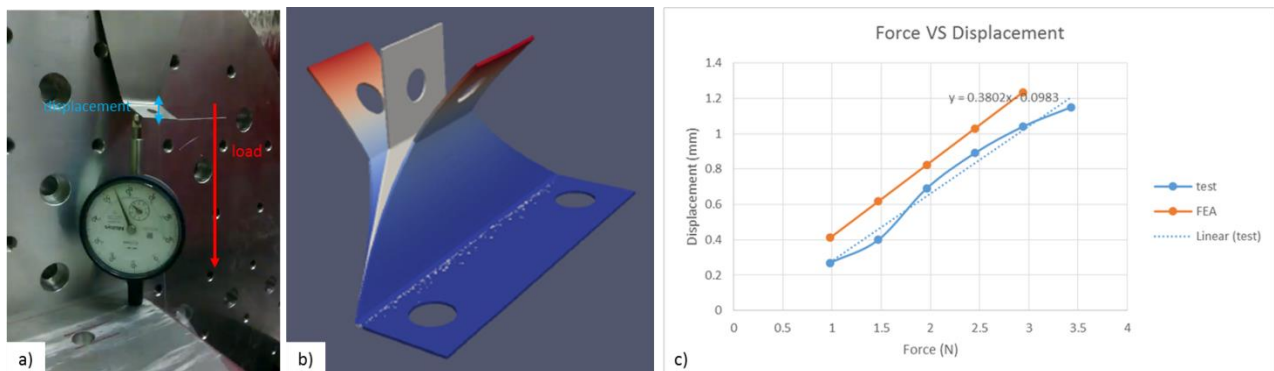 displacement
load
a)
b)
Force VS Displacement
y = 0.3802x - 0.0983
Displacement (mm)
1.4
1.2
1
0.8
0.6
0.4
0.2
0
0
0.5
1
1.5
2
2.5
3
3.5
4
Force (N)
test
FEA
Linear (test)
c)